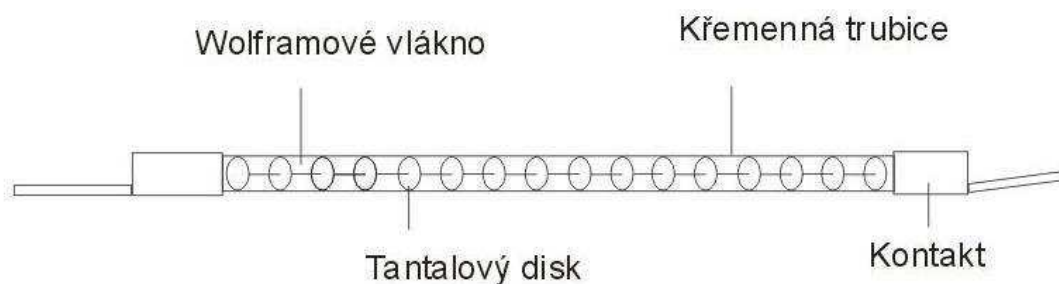 Wolframové vlákno
Křemenná trubice
Tantalový disk
Kontakt